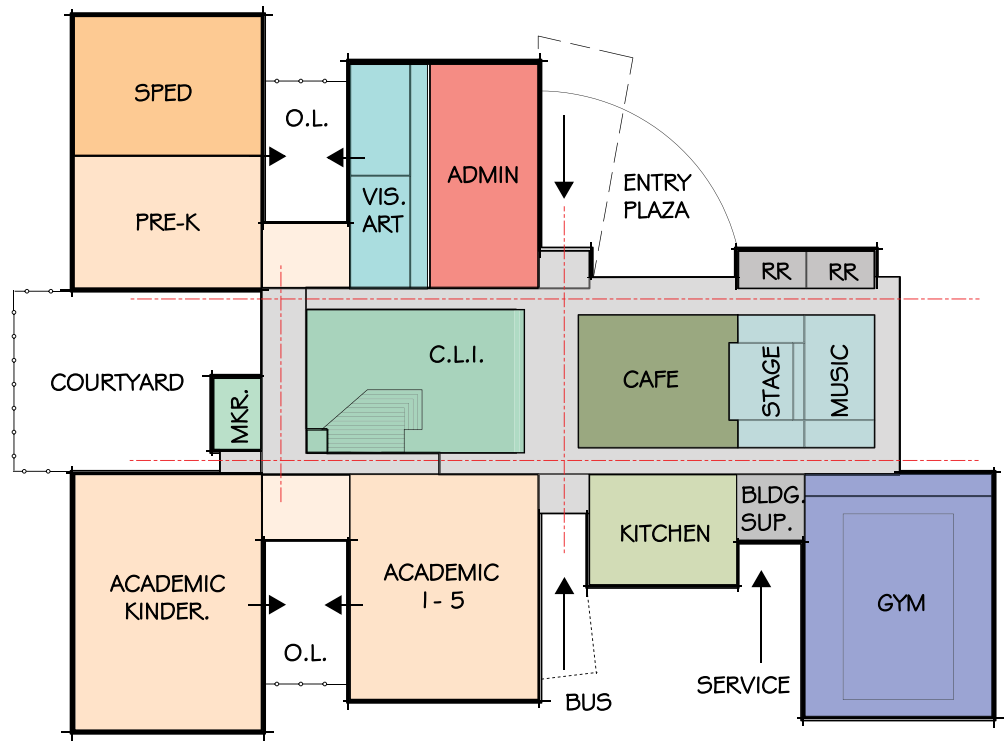 SPED
O.L.
ADMIN
ENTRY
PLAZA
PRE-K
VIS.
ART
RR
RR
C.L.I.
COURTYARD
CAFE
STAGE
MUSIC
MKR.
BLDG.
SUP.
KITCHEN
ACADEMIC
KINDER.
ACADEMIC
1 - 5
GYM
O.L.
SERVICE
BUS